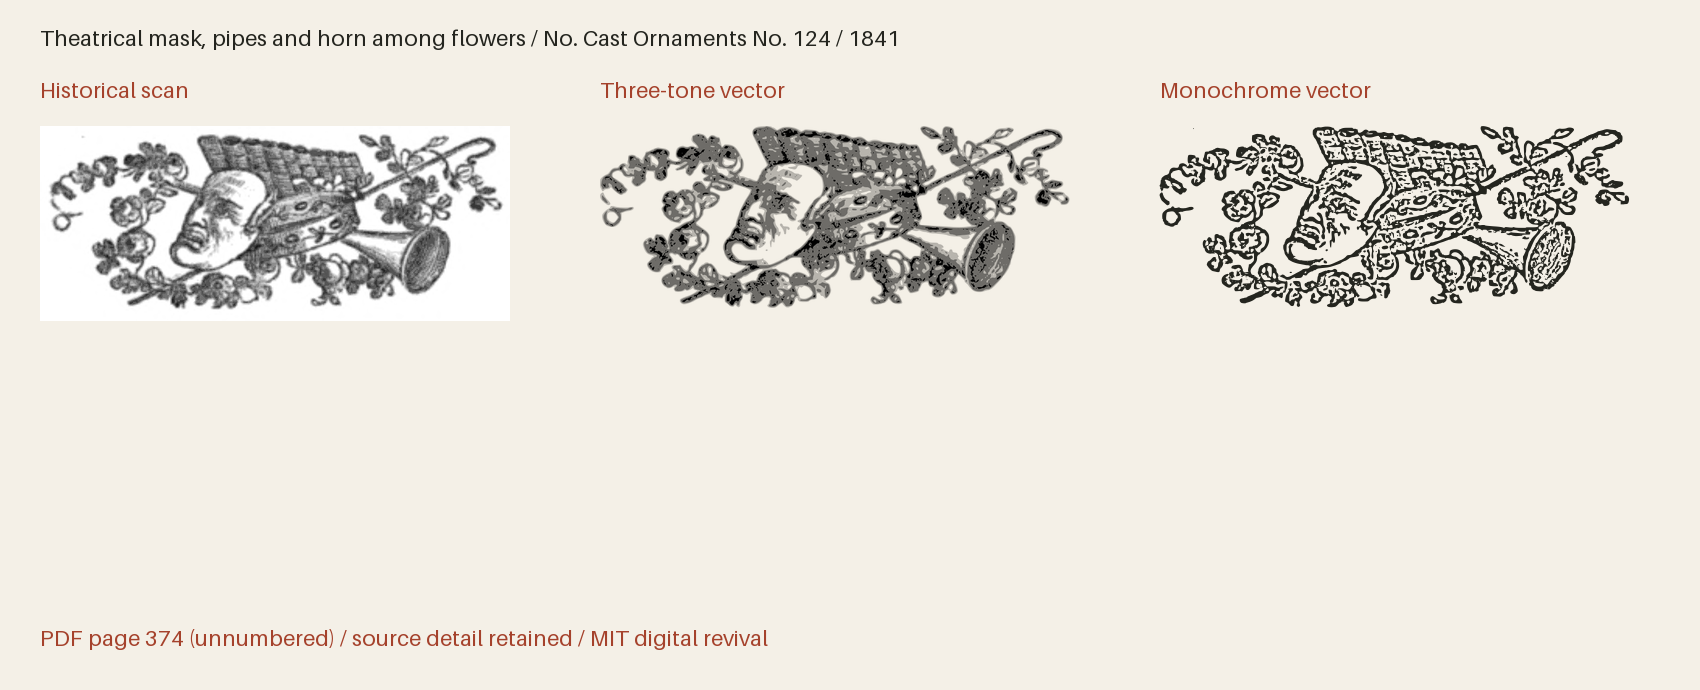 Theatrical mask, pipes and horn among flowers / No. Cast Ornaments No. 124 / 1841
Historical scan
Three-tone vector
Monochrome vector
PDF page 374 (unnumbered) / source detail retained / MIT digital revival